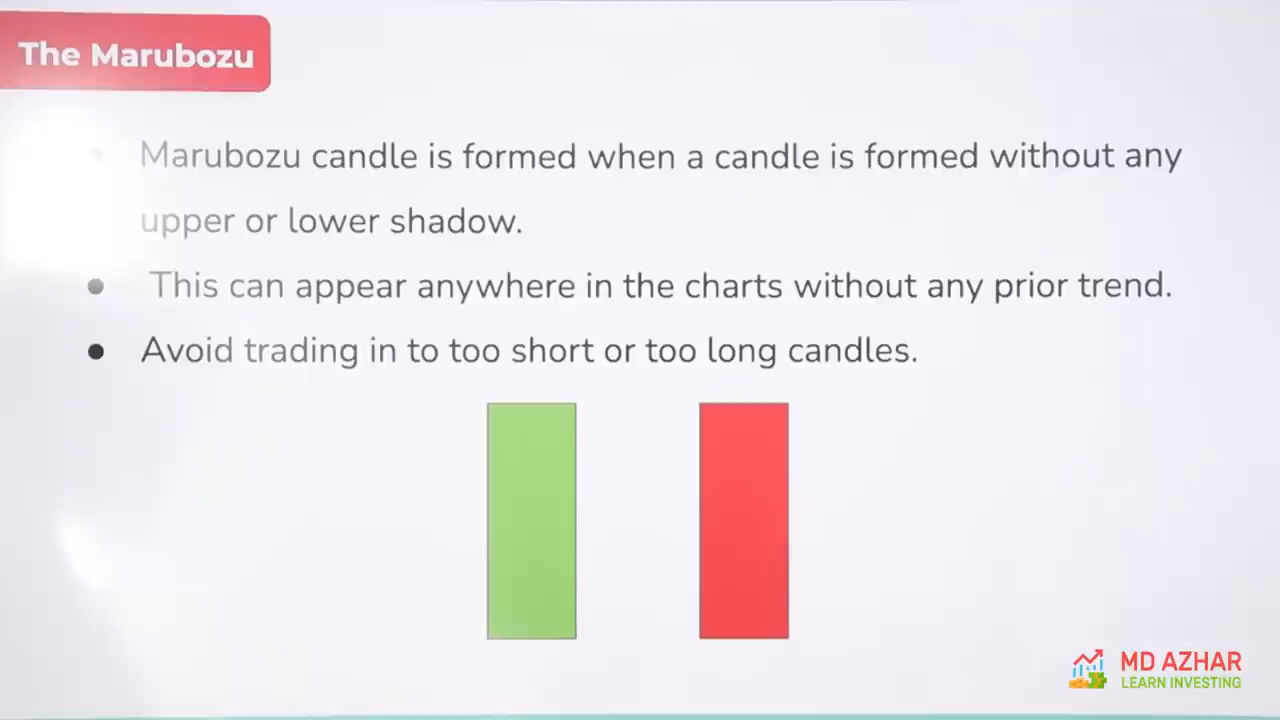 The Marubozu
Marubozu candle is formed when a candle is formed without any
upper or lower shadow.
● This can appear anywhere in the charts without any prior trend.
● Avoid trading in to too short or too long candles.
MD AZHAR
LEARN INVESTING